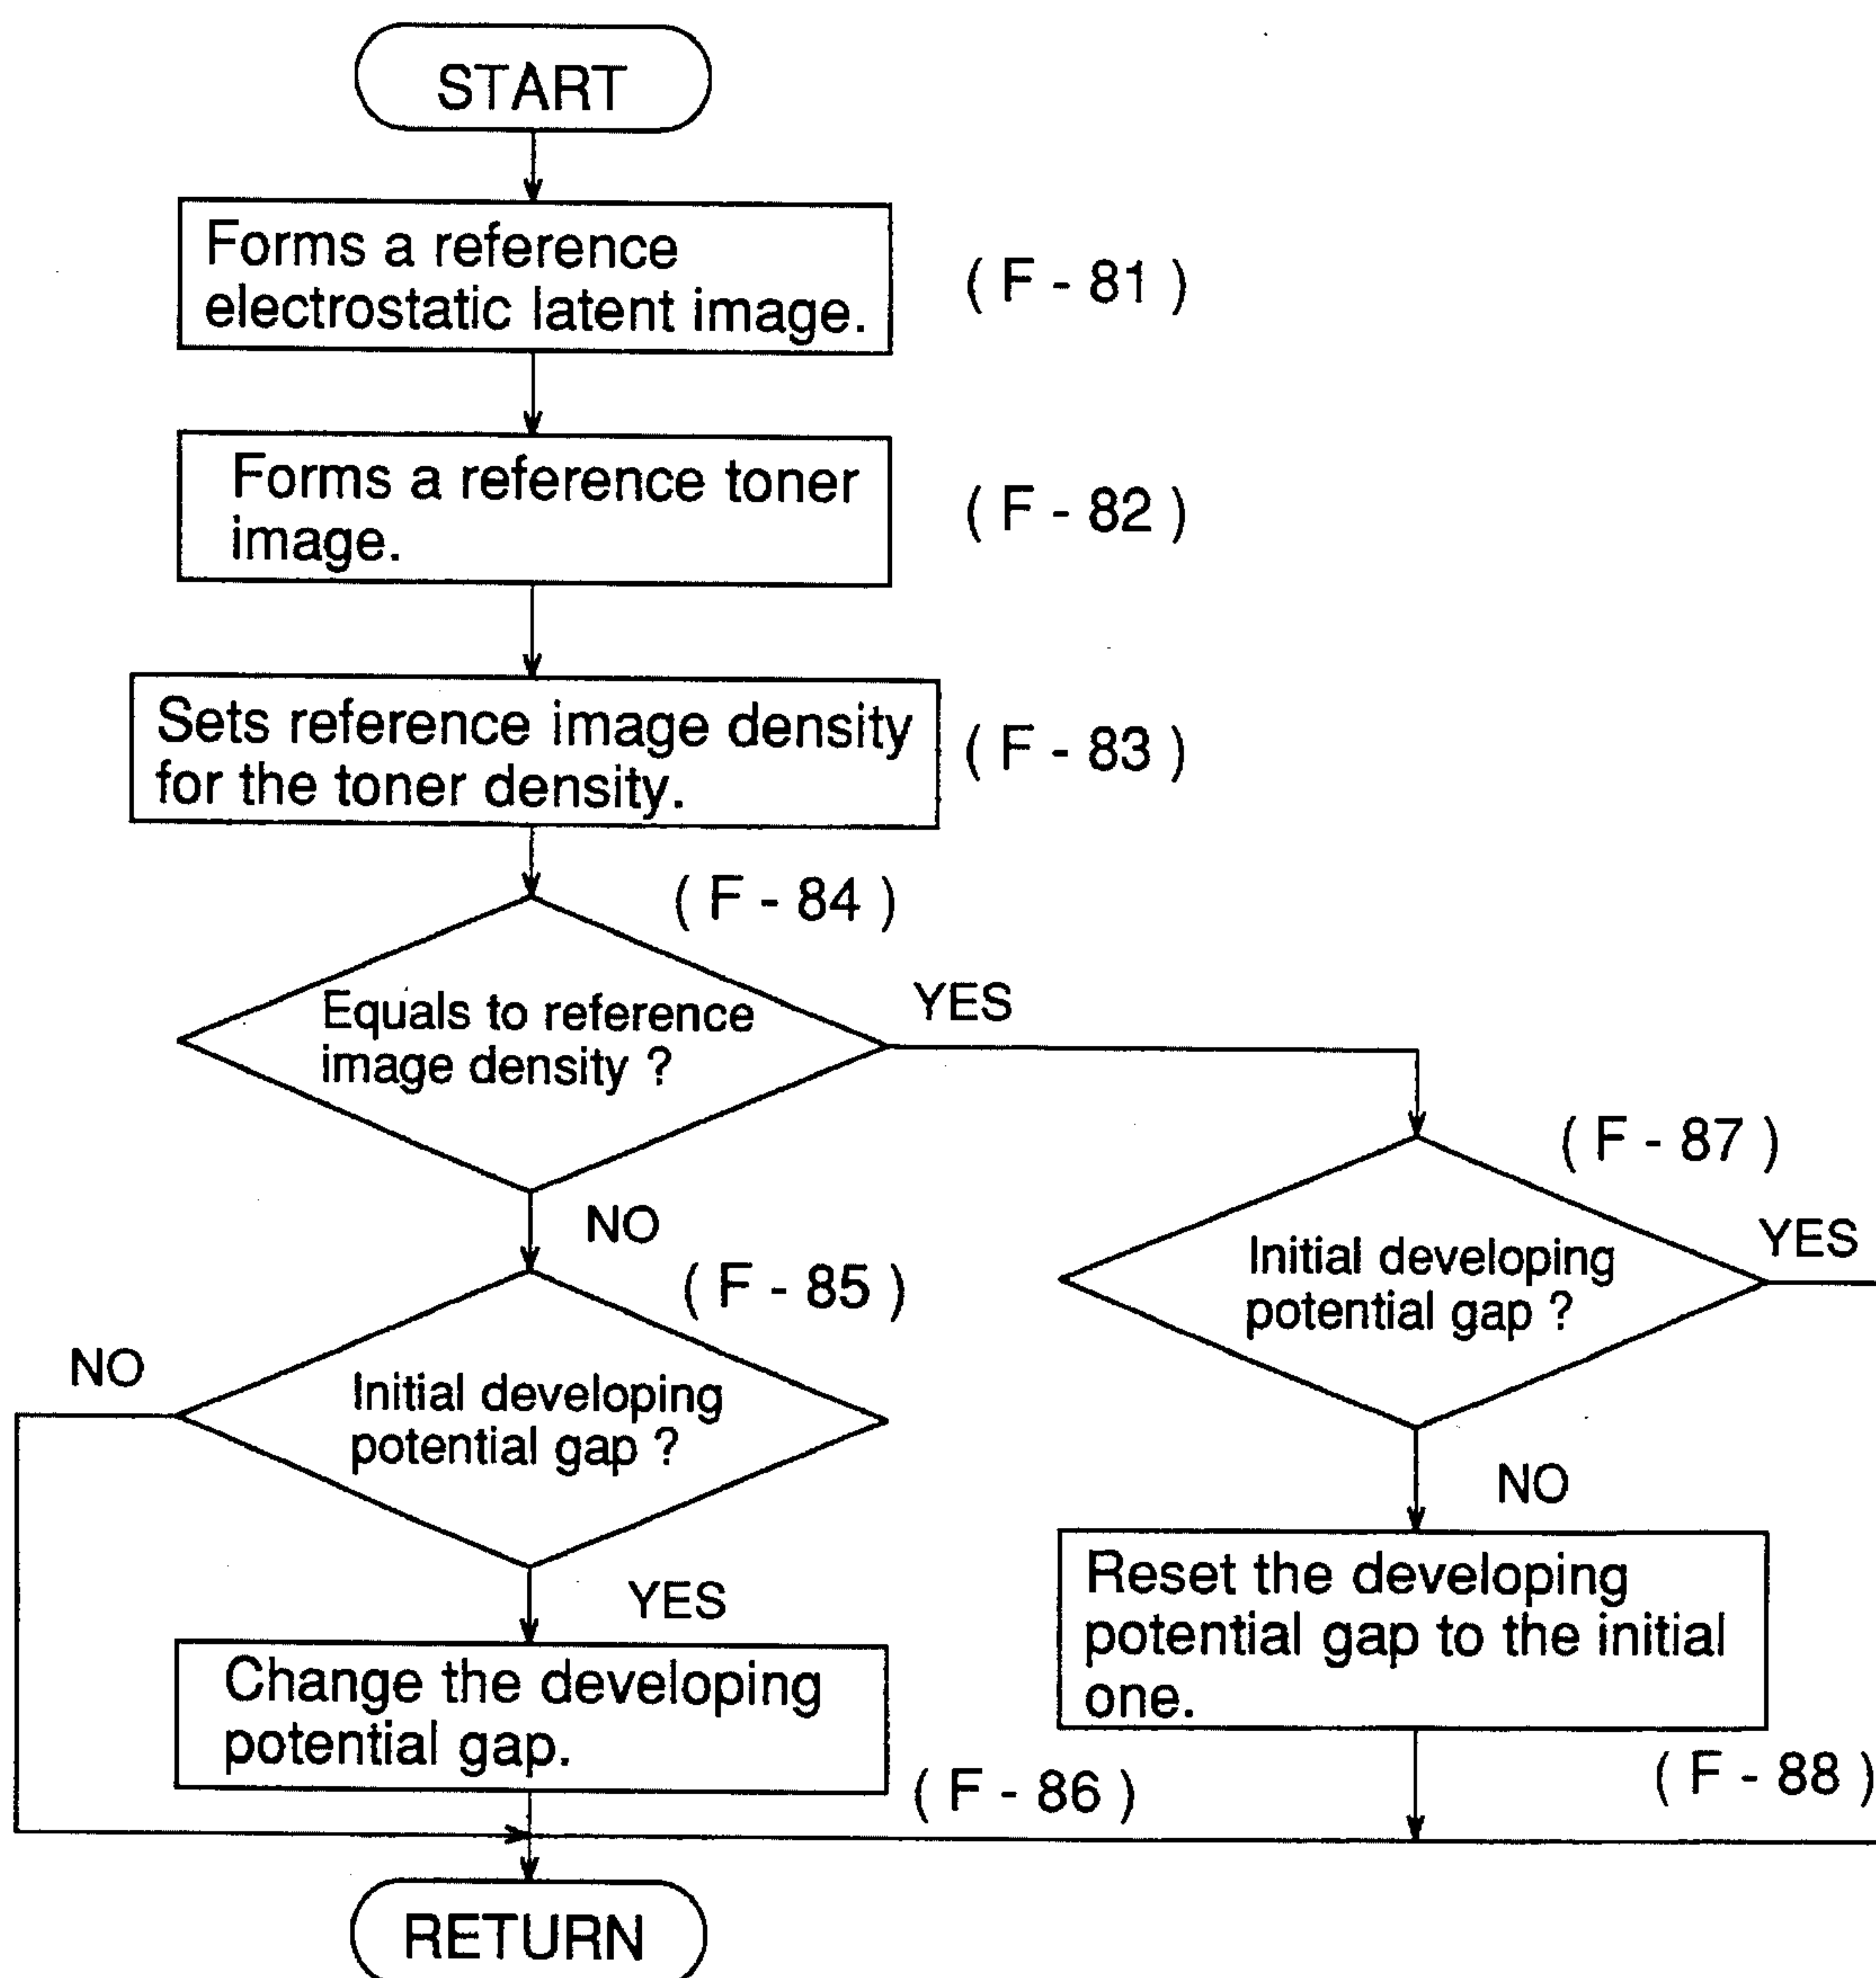 START
Forms a reference
electrostatic latent image.
( F - 81 )
Forms a reference toner
image.
( F - 82 )
Sets reference image density
for the toner density.
( F - 83 )
( F - 84 )
Equals to reference
image density ?
YES
NO
( F - 85 )
Initial developing
potential gap ?
NO
YES
Change the developing
potential gap.
( F - 86 )
( F - 87 )
Initial developing
potential gap ?
YES
NO
Reset the developing
potential gap to the initial
one.
( F - 88 )
RETURN